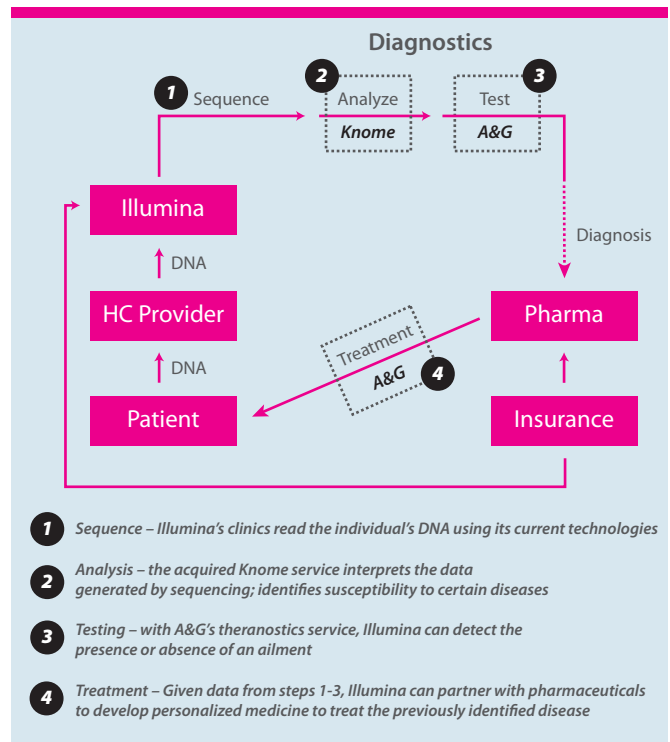 Diagnostics
1 Sequence
2 Analyze
Knome
3 Test
A&G
Illumina
Diagnosis
DNA
HC Provider
Pharma
Treatment
A&G
4
DNA
Patient
Insurance
1 Sequence – Illumina's clinics read the individual's DNA using its current technologies
2 Analysis – the acquired Knome service interprets the data
generated by sequencing; identifies susceptibility to certain diseases
3 Testing – with A&G's theranostics service, Illumina can detect the
presence or absence of an ailment
4 Treatment – Given data from steps 1-3, Illumina can partner with pharmaceuticals
to develop personalized medicine to treat the previously identified disease